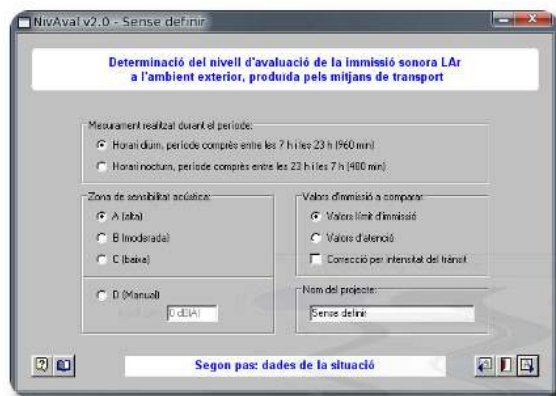 NivAval v2.0 - Sense definir
Determinació del nivell d'avaluació de la immissió sonora LAr
a l'ambient exterior, produïda pels mitjans de transport
Mesurament realitzat durant el període:
Horari diürn, període comprès entre les 7 h i les 23 h (960 min)
Horari nocturn, període comprès entre les 23 h i les 7 h (480 min)
Zona de sensibilitat acústica:
A (alta)
B (moderada)
C (baixa)
D (Manual)
0 dB(A)
Valors d'immissió a comparar
Valors límit d'immissió
Valors d'atenció
Correcció per intensitat del trànsit
Nom del projecte:
Sense definir
Segon pas: dades de la situació